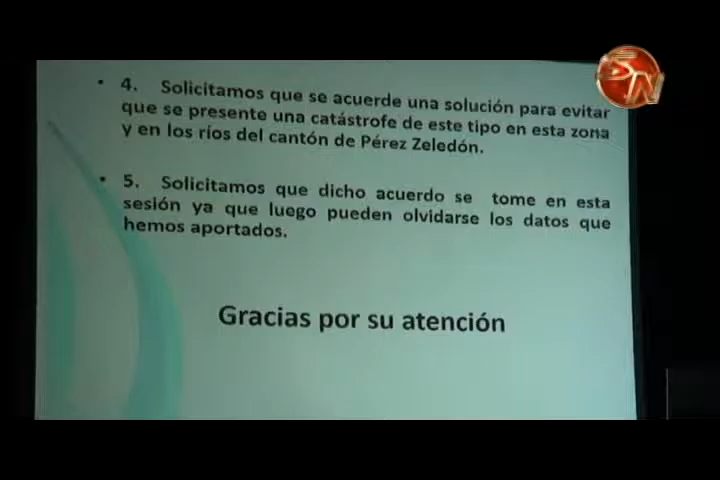 SN
• 4. Solicitamos que se acuerde una solución para evitar
que se presente una catástrofe de este tipo en esta zona
y en los ríos del cantón de Pérez Zeledón.
• 5. Solicitamos que dicho acuerdo se tome en esta
sesión ya que luego pueden olvidarse los datos que
hemos aportados.
Gracias por su atención